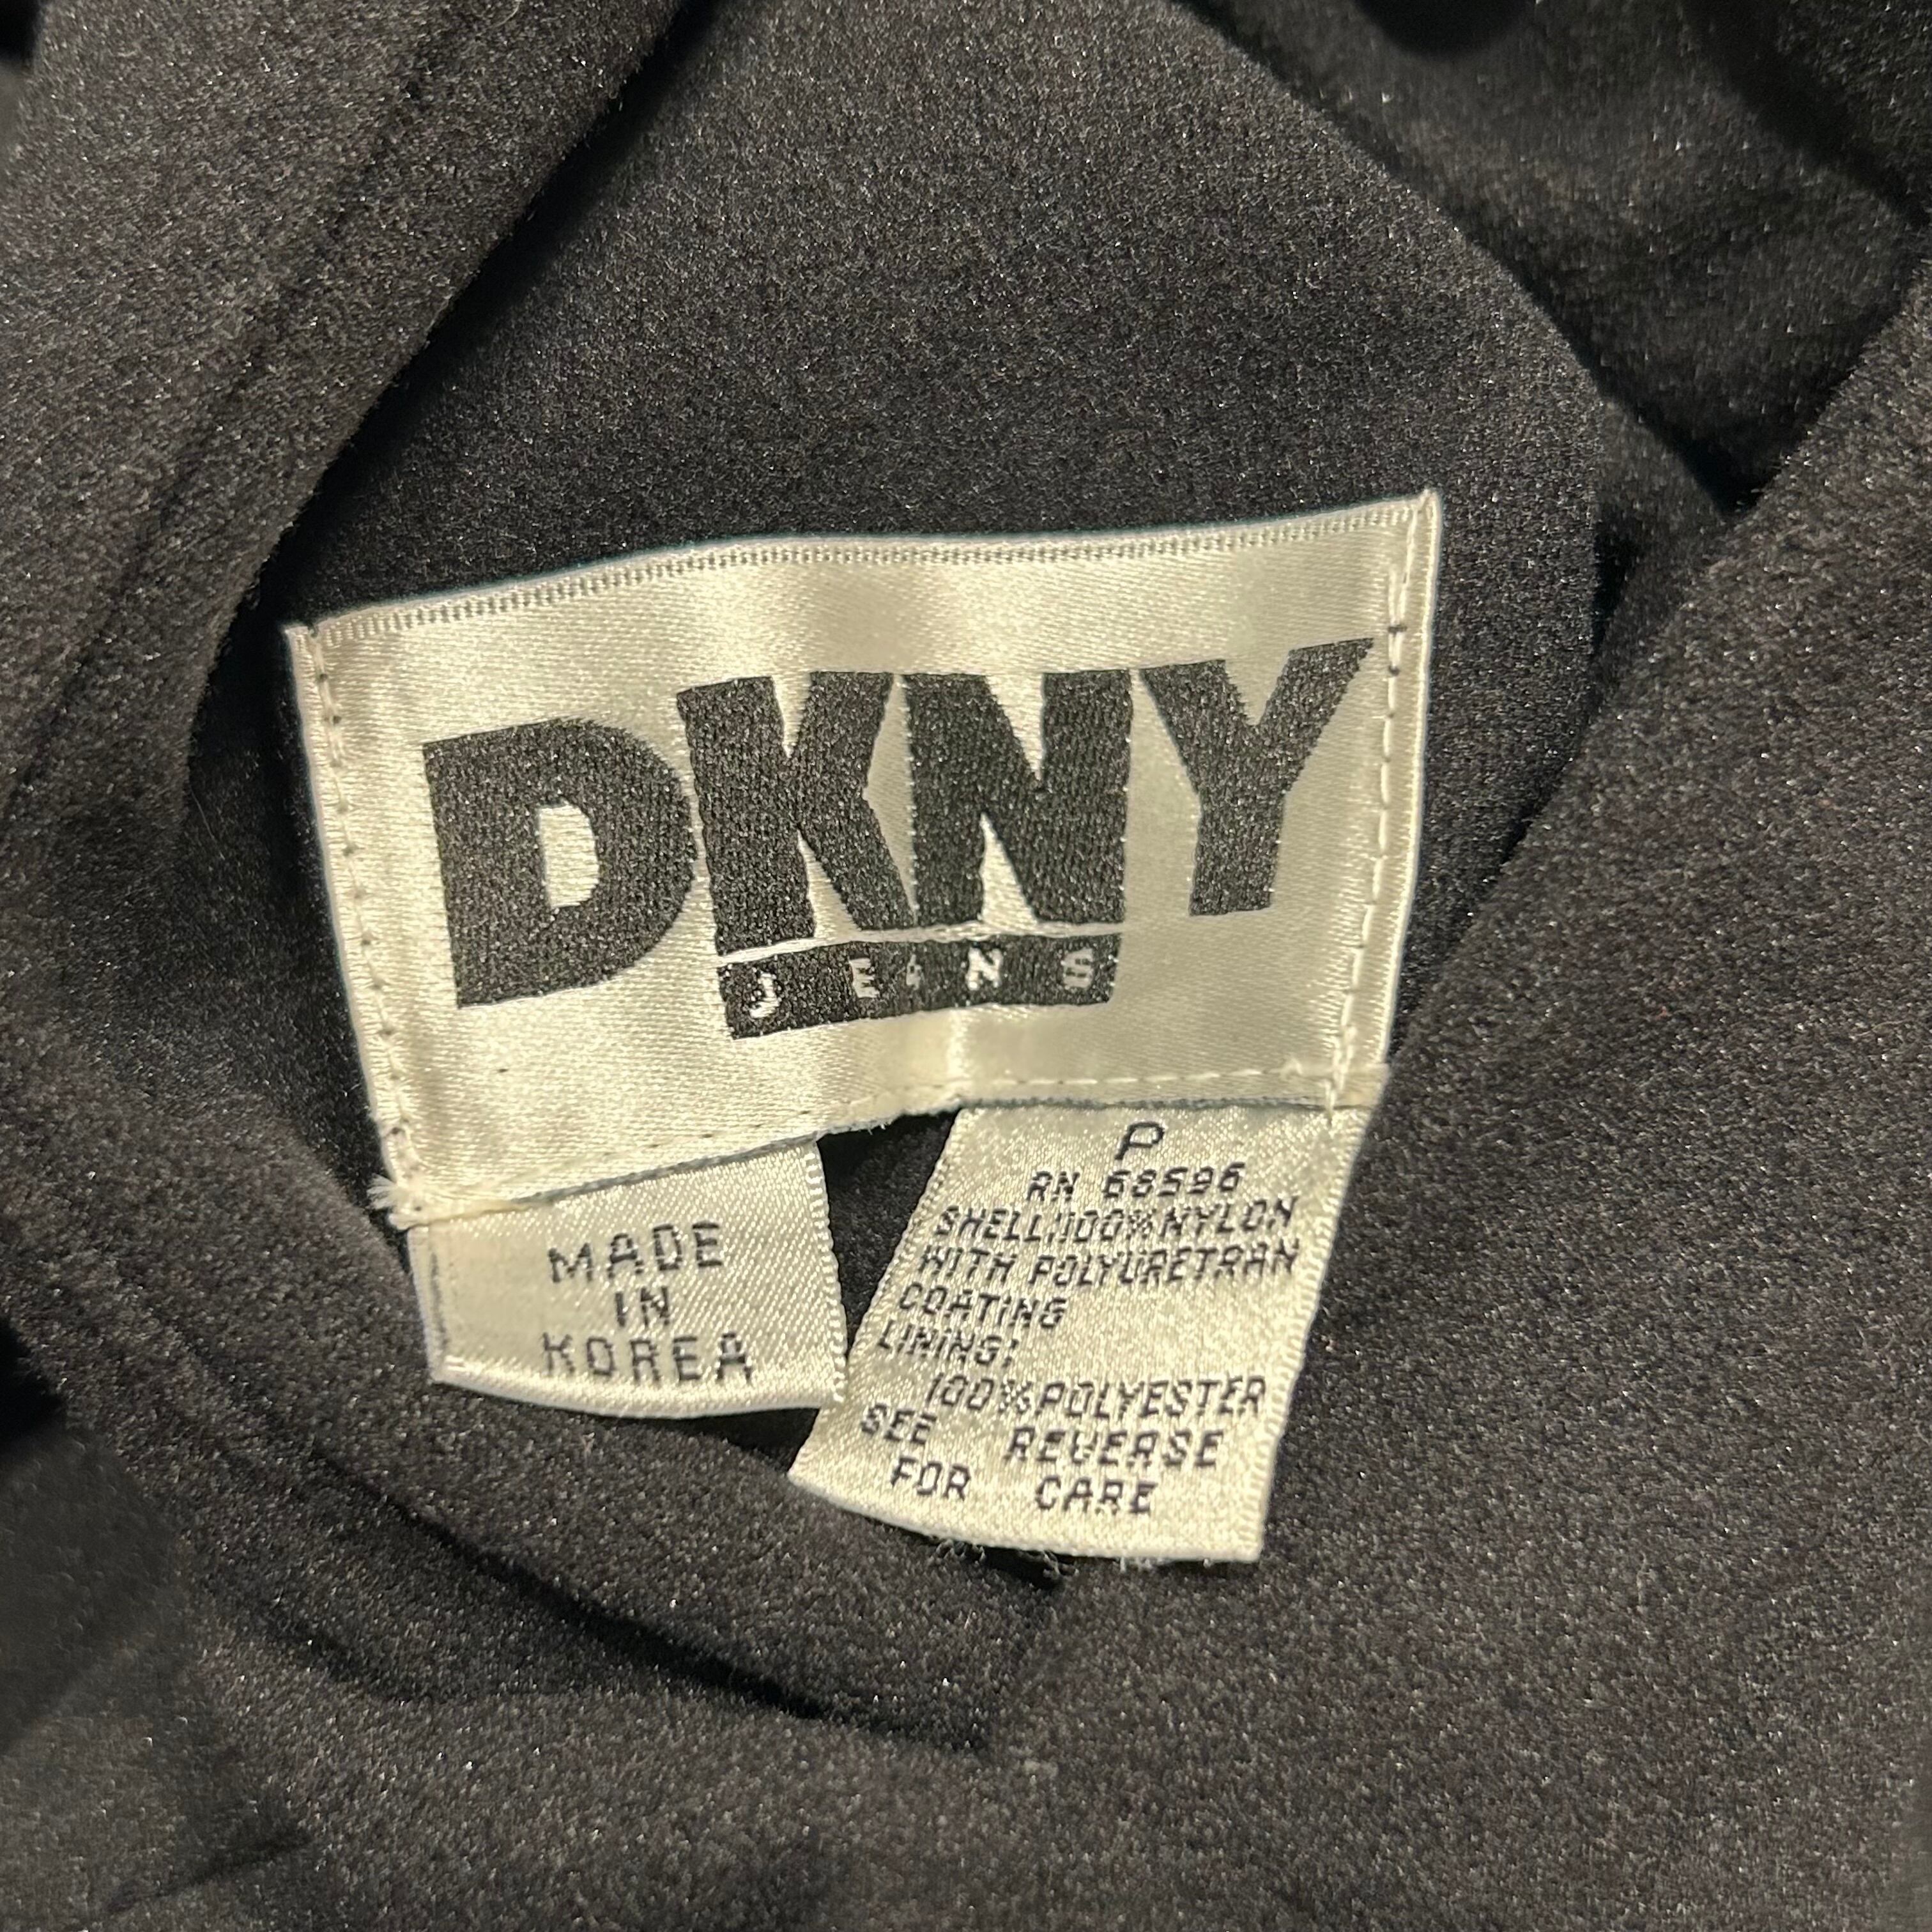 DKNY
JEANS
MADE
IN
KOREA
P
RN 68596
SHELL:100%NYLON
WITH POLYURETRAN
COATING
LINING:
100%POLYESTER
SEE REVERSE
FOR CARE